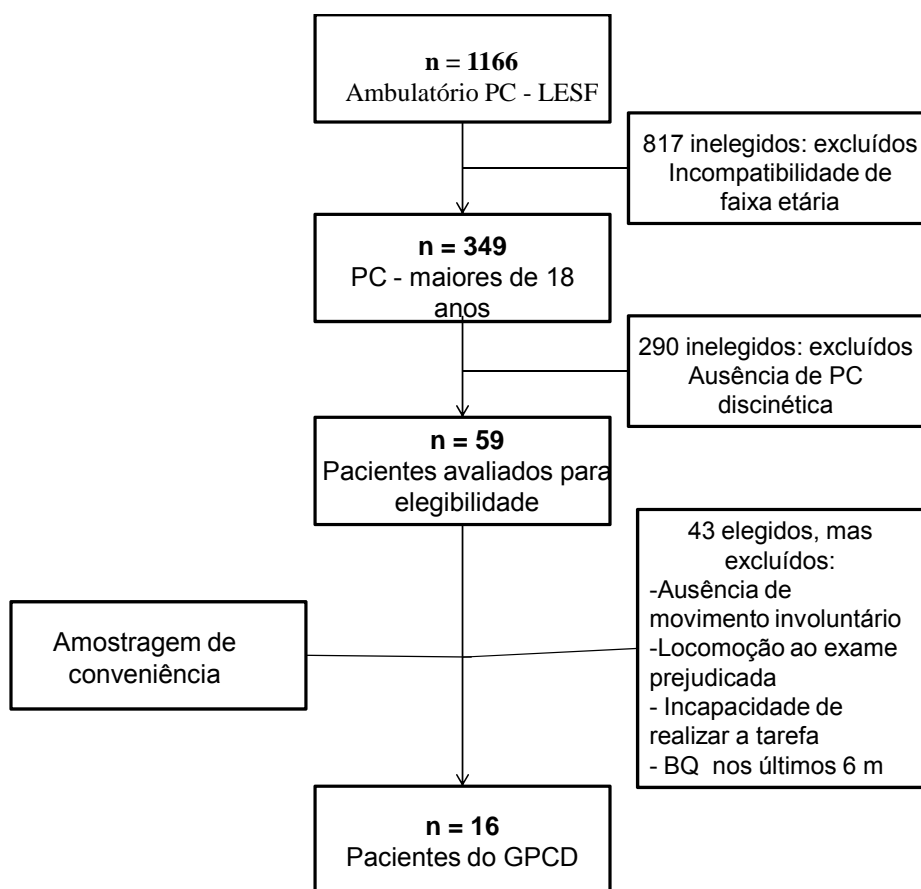 n = 1166
Ambulatório PC - LESF
817 inelegidos: excluídos
Incompatibilidade de
faixa etária
n = 349
PC - maiores de 18
anos
290 inelegidos: excluídos
Ausência de PC
discinética
n = 59
Pacientes avaliados para
elegibilidade
43 elegidos, mas
excluídos:
-Ausência de
movimento involuntário
-Locomoção ao exame
prejudicada
- Incapacidade de
realizar a tarefa
- BQ nos últimos 6 m
Amostragem de
conveniência
n = 16
Pacientes do GPCD